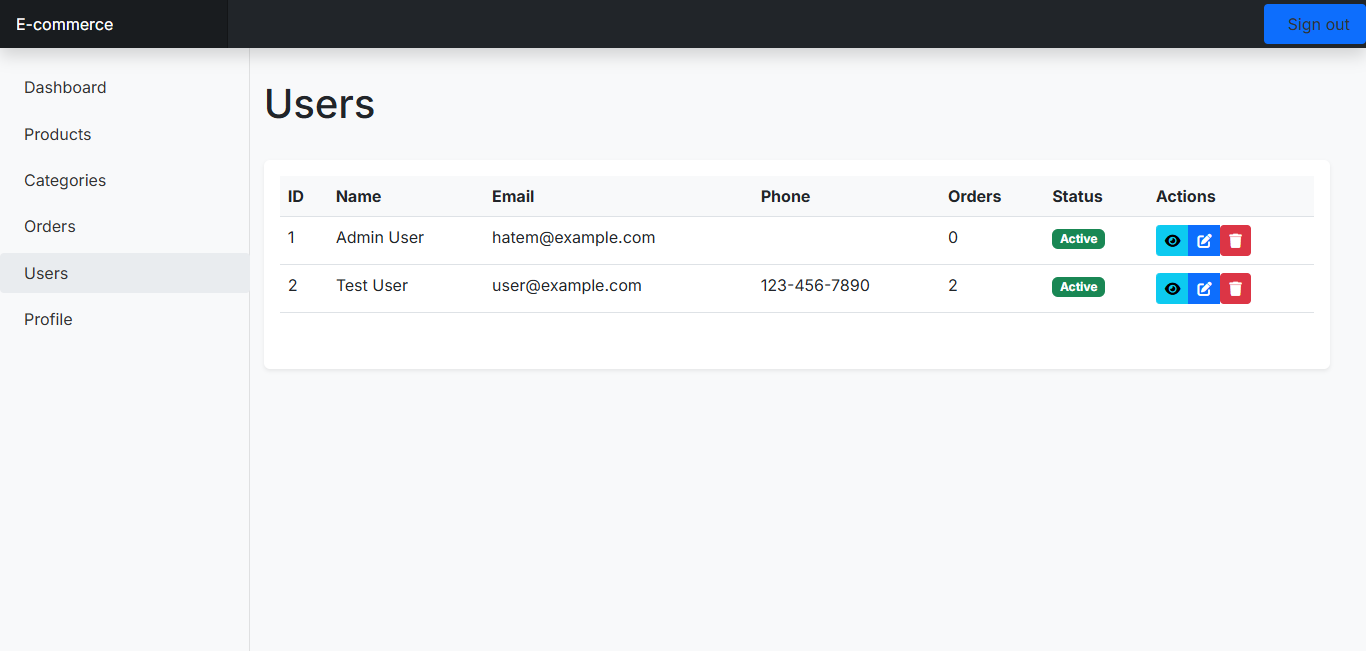 E-commerce
Sign out
Dashboard
Products
Categories
Orders
Users
Profile
Users
ID Name Email Phone Orders Status Actions
1 Admin User hatem@example.com 0 Active
2 Test User user@example.com 123-456-7890 2 Active